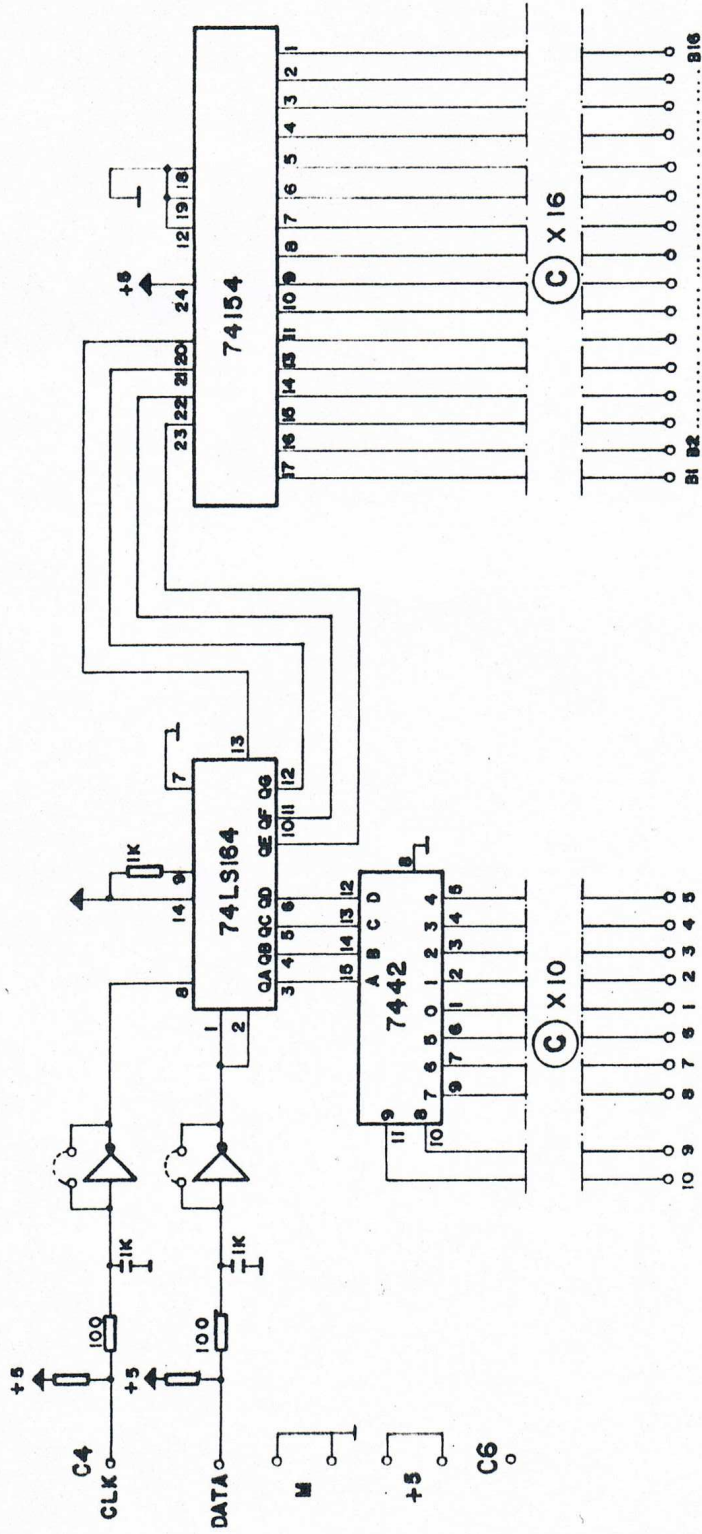 C4
CLK
+5
100
1K
DATA
+5
100
1K
M
+5
C6
8
14
9
1K
7
1
2
74LS164
13
QA QB QC QD QE QF QG
3 4 5 6 10 11 12
15 14 13 12
A B C D
7442
8
9 8 7 6 5 0 1 2 3 4
11 10 9 7 6 1 2 3 4 5
C X10
10 9 8 7 6 1 2 3 4 5
23 22 21 20 24 12 19 18
+5
74154
17 16 15 14 13 11 10 9 8 7 6 5 4 3 2 1
C X16
B1 B2 .................... B16